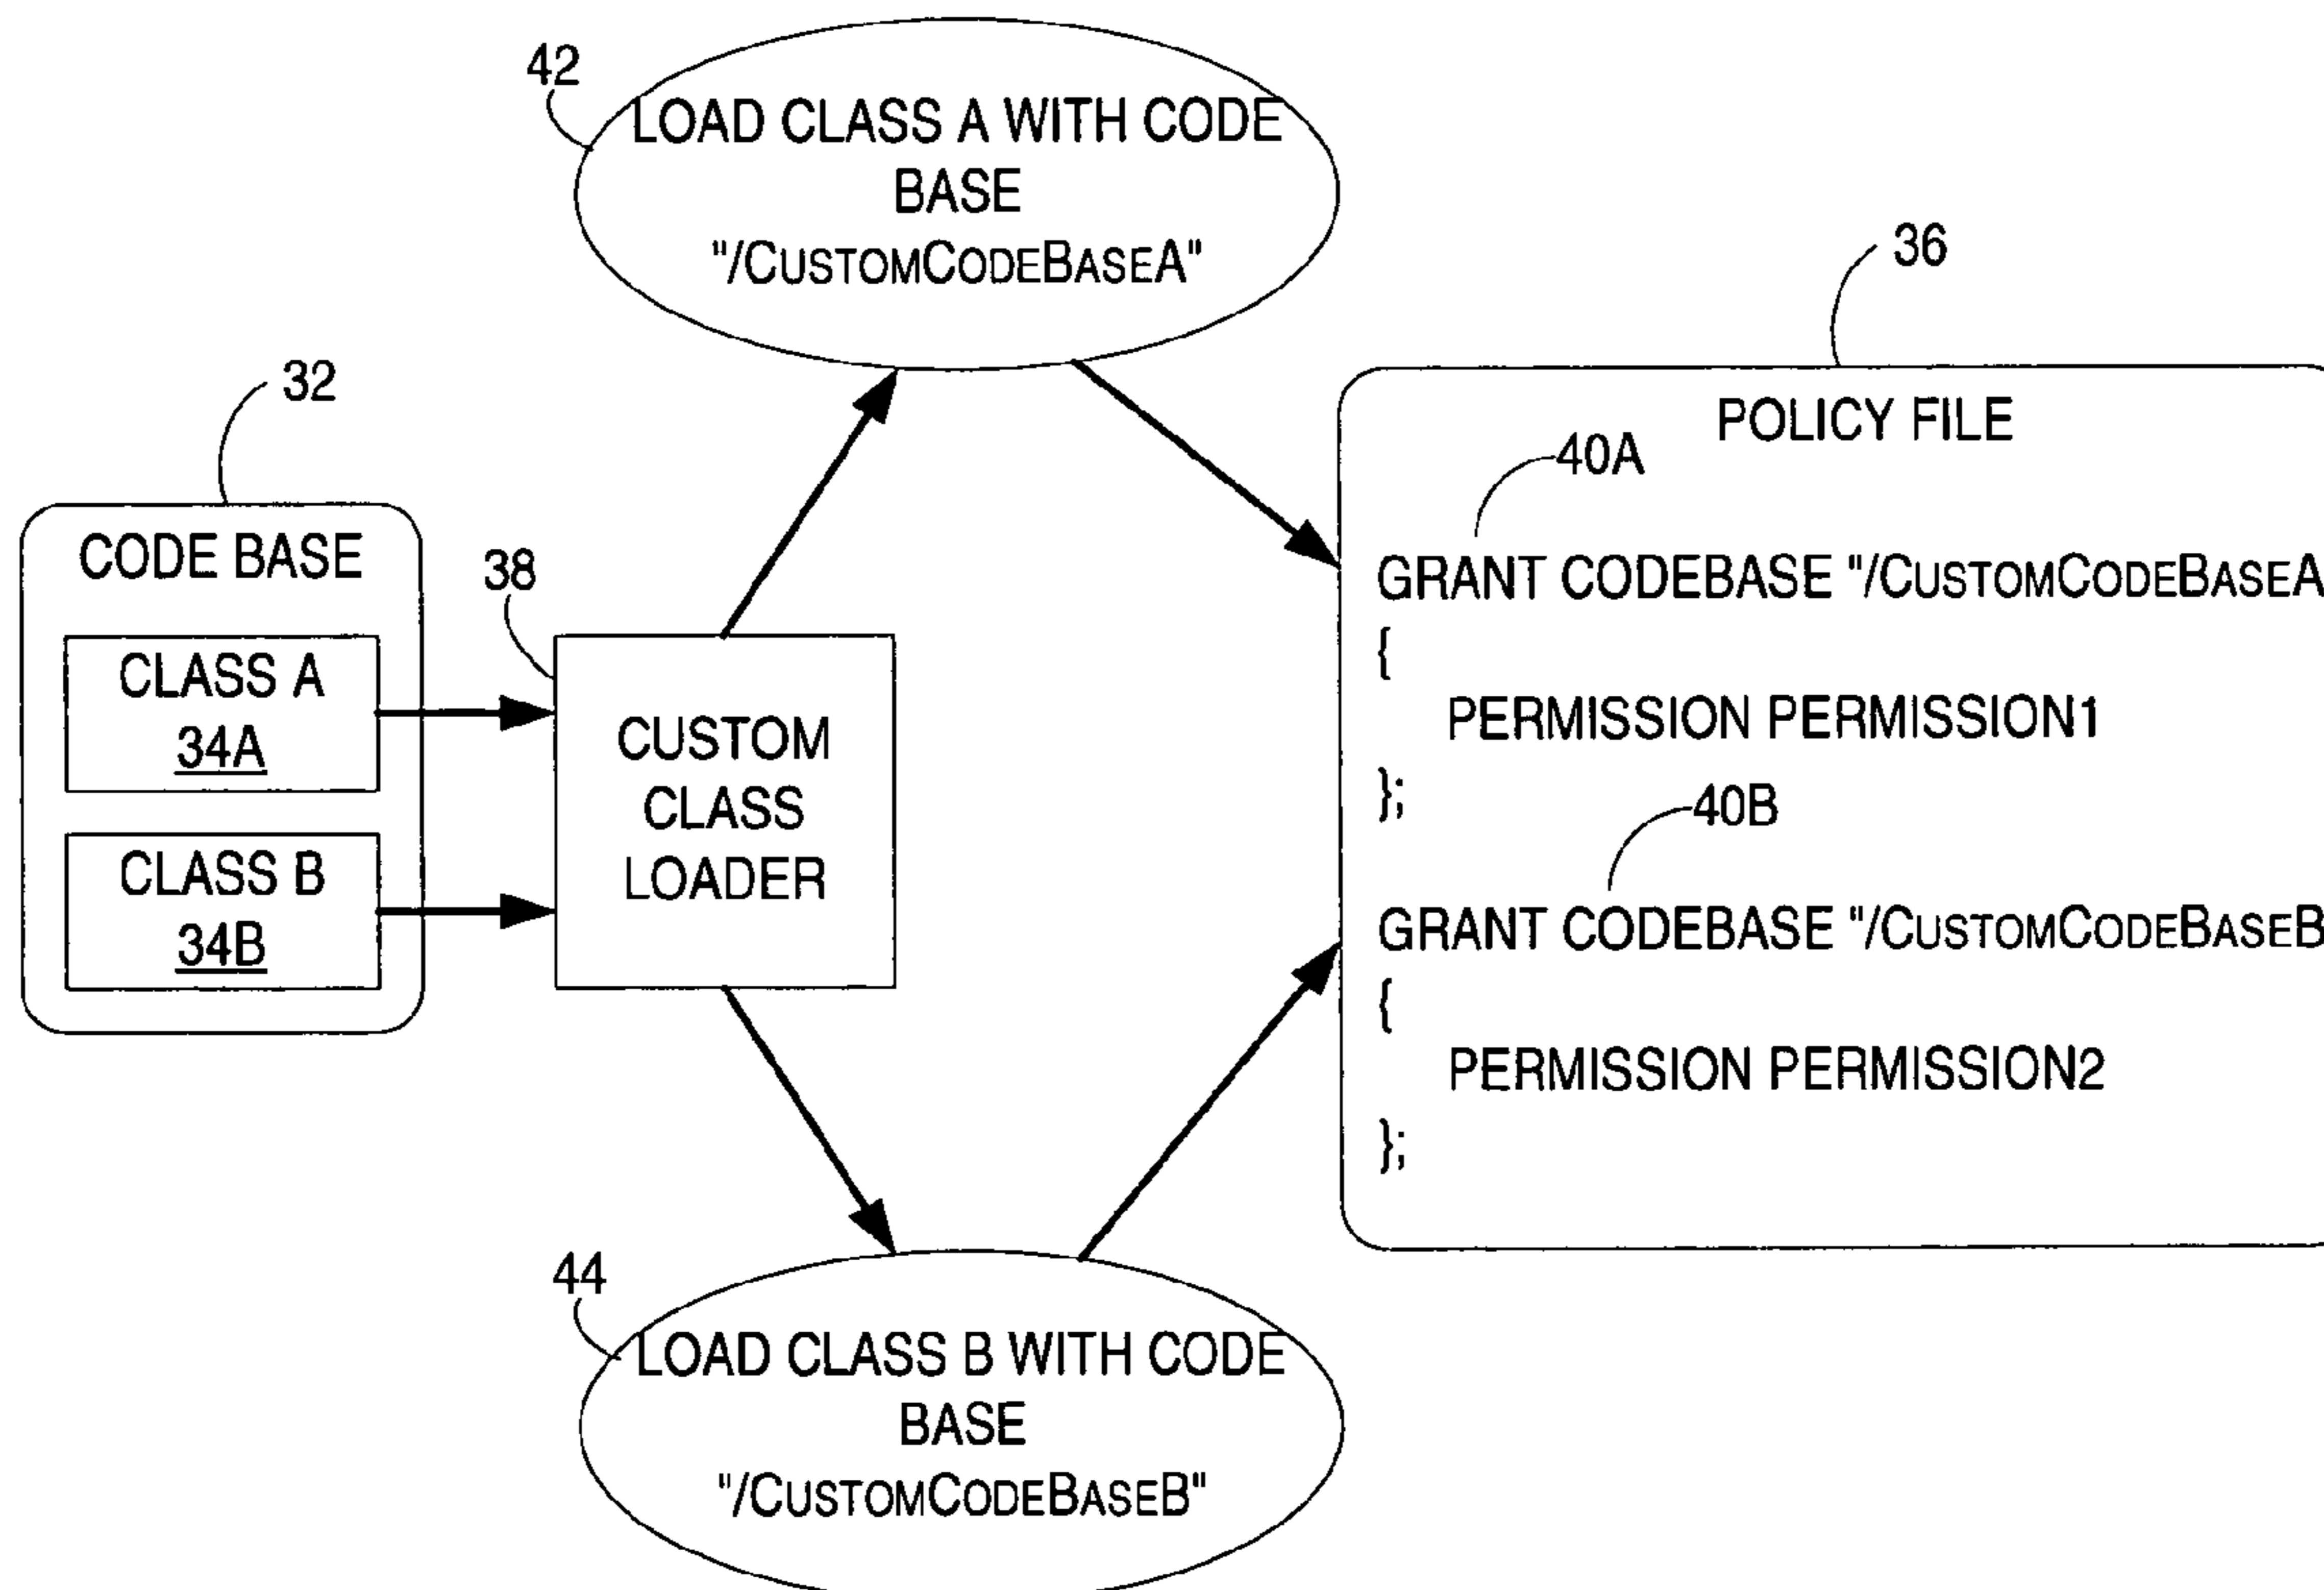 42
LOAD CLASS A WITH CODE
BASE
"/CUSTOMCODEBASEA"
36
32
POLICY FILE
40A
CODE BASE
38
GRANT CODEBASE "/CUSTOMCODEBASEA
{
CLASS A
34A
PERMISSION PERMISSION1
CUSTOM
CLASS
LOADER
};
40B
CLASS B
34B
GRANT CODEBASE "/CUSTOMCODEBASEB
{
PERMISSION PERMISSION2
};
44
LOAD CLASS B WITH CODE
BASE
"/CUSTOMCODEBASEB"